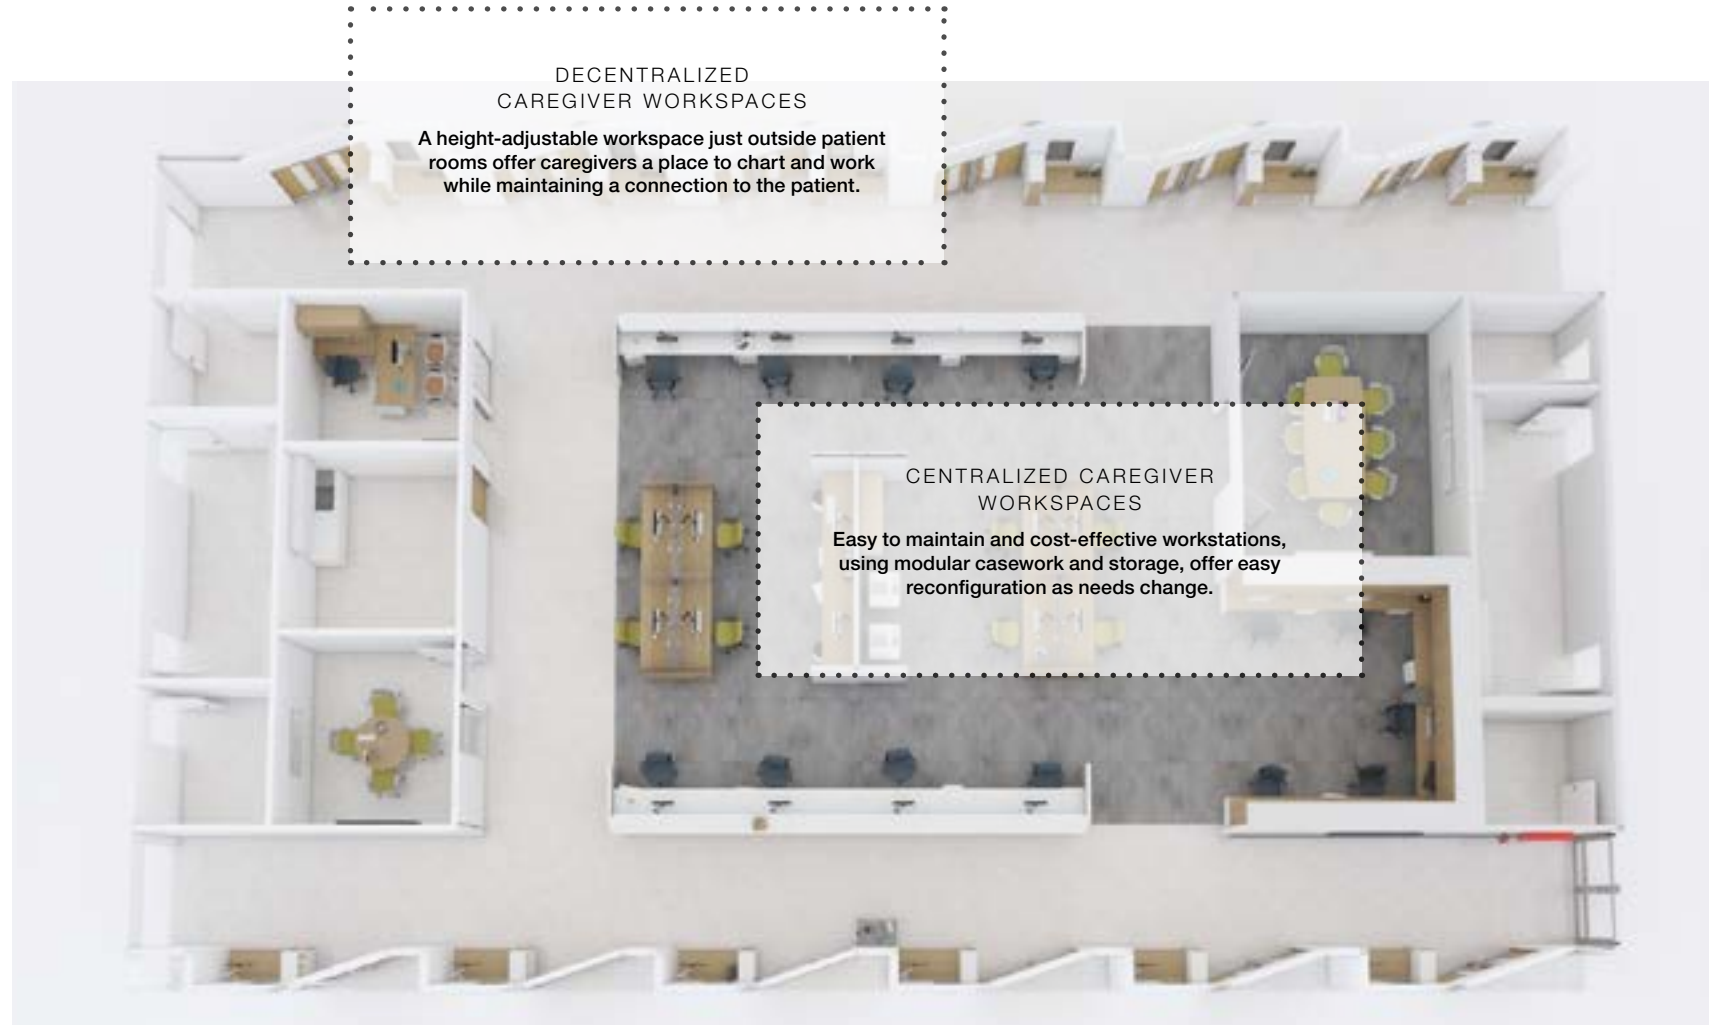 DECENTRALIZED
CAREGIVER WORKSPACES
A height-adjustable workspace just outside patient
rooms offer caregivers a place to chart and work
while maintaining a connection to the patient.
CENTRALIZED CAREGIVER
WORKSPACES
Easy to maintain and cost-effective workstations,
using modular casework and storage, offer easy
reconfiguration as needs change.